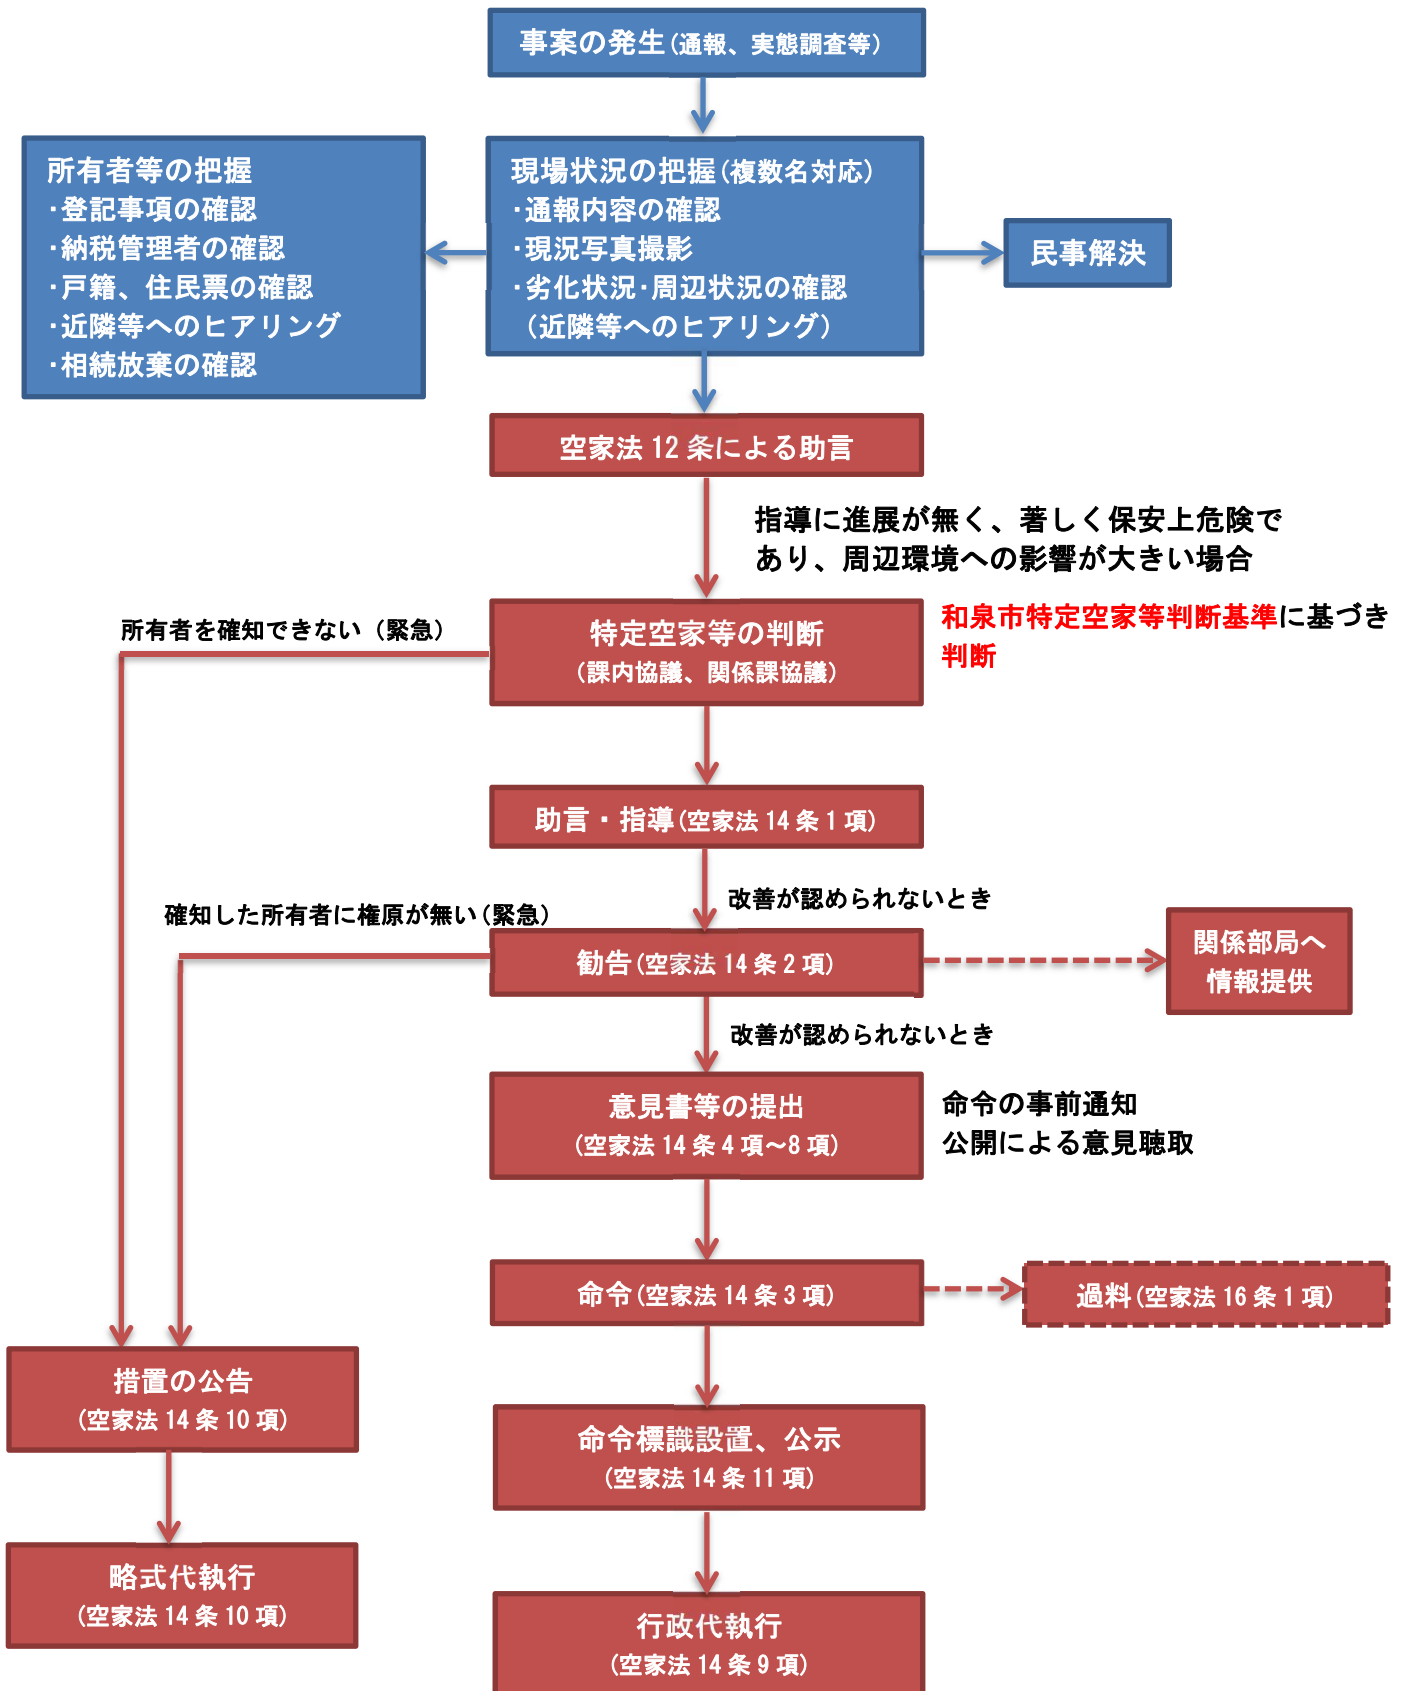 事案の発生(通報、実態調査等)
所有者等の把握
・登記事項の確認
・納税管理者の確認
・戸籍、住民票の確認
・近隣等へのヒアリング
・相続放棄の確認
現場状況の把握(複数名対応)
・通報内容の確認
・現況写真撮影
・劣化状況・周辺状況の確認
(近隣等へのヒアリング)
民事解決
空家法 12 条による助言
指導に進展が無く、著しく保安上危険で
あり、周辺環境への影響が大きい場合
所有者を確知できない（緊急）
特定空家等の判断
(課内協議、関係課協議)
和泉市特定空家等判断基準に基づき
判断
助言・指導(空家法 14 条 1 項)
改善が認められないとき
確知した所有者に権原が無い(緊急)
勧告(空家法 14 条 2 項)
関係部局へ
情報提供
改善が認められないとき
意見書等の提出
(空家法 14 条 4 項～8 項)
命令の事前通知
公開による意見聴取
命令(空家法 14 条 3 項)
過料(空家法 16 条 1 項)
措置の公告
(空家法 14 条 10 項)
命令標識設置、公示
(空家法 14 条 11 項)
略式代執行
(空家法 14 条 10 項)
行政代執行
(空家法 14 条 9 項)